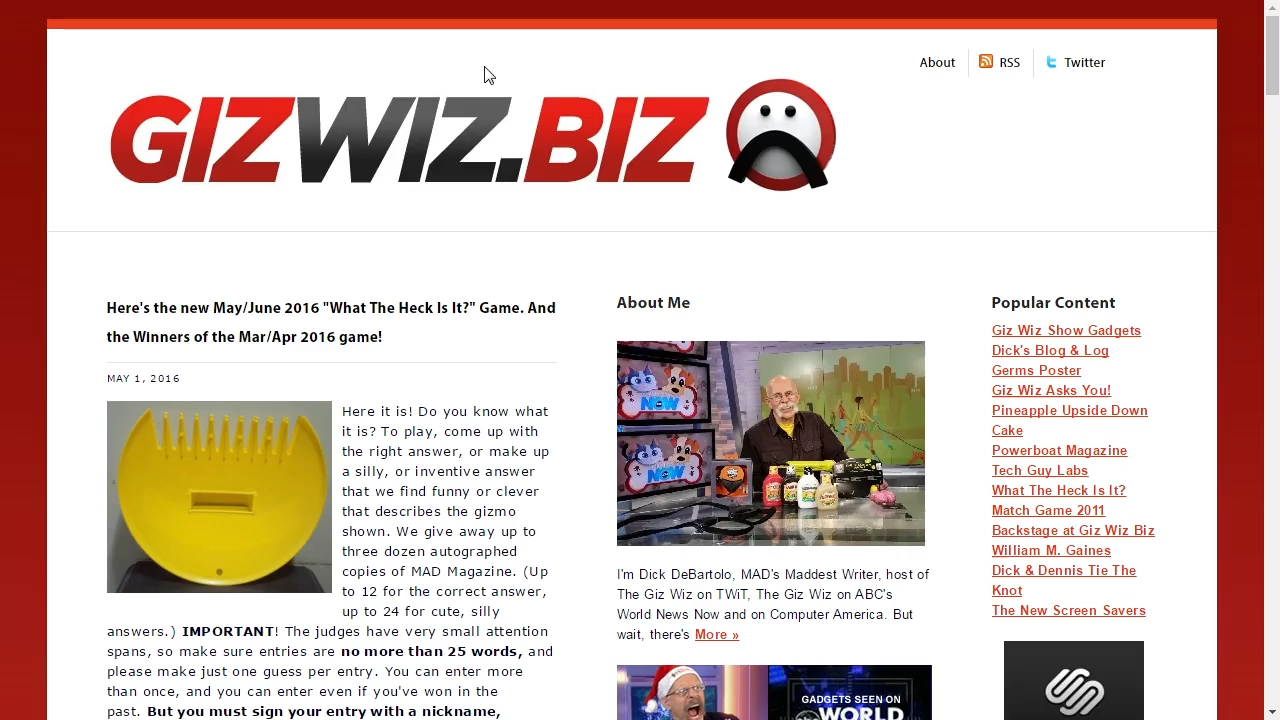 About
RSS
Twitter
GIZWIZ.BIZ
Here's the new May/June 2016 "What The Heck Is It?" Game. And
the Winners of the Mar/Apr 2016 game!
MAY 1, 2016
Here it is! Do you know what
it is? To play, come up with
the right answer, or make up
a silly, or inventive answer
that we find funny or clever
that describes the gizmo
shown. We give away up to
three dozen autographed
copies of MAD Magazine. (Up
to 12 for the correct answer,
up to 24 for cute, silly
answers.) IMPORTANT! The judges have very small attention
spans, so make sure entries are no more than 25 words, and
please make just one guess per entry. You can enter more
than once, and you can enter even if you've won in the
past. But you must sign your entry with a nickname,
About Me
NOW
NOW
I'm Dick DeBartolo, MAD's Maddest Writer, host of
The Giz Wiz on TWiT, The Giz Wiz on ABC's
World News Now and on Computer America. But
wait, there's More »
GADGETS SEEN ON
WORLD
Popular Content
Giz Wiz Show Gadgets
Dick's Blog & Log
Germs Poster
Giz Wiz Asks You!
Pineapple Upside Down
Cake
Powerboat Magazine
Tech Guy Labs
What The Heck Is It?
Match Game 2011
Backstage at Giz Wiz Biz
William M. Gaines
Dick & Dennis Tie The
Knot
The New Screen Savers